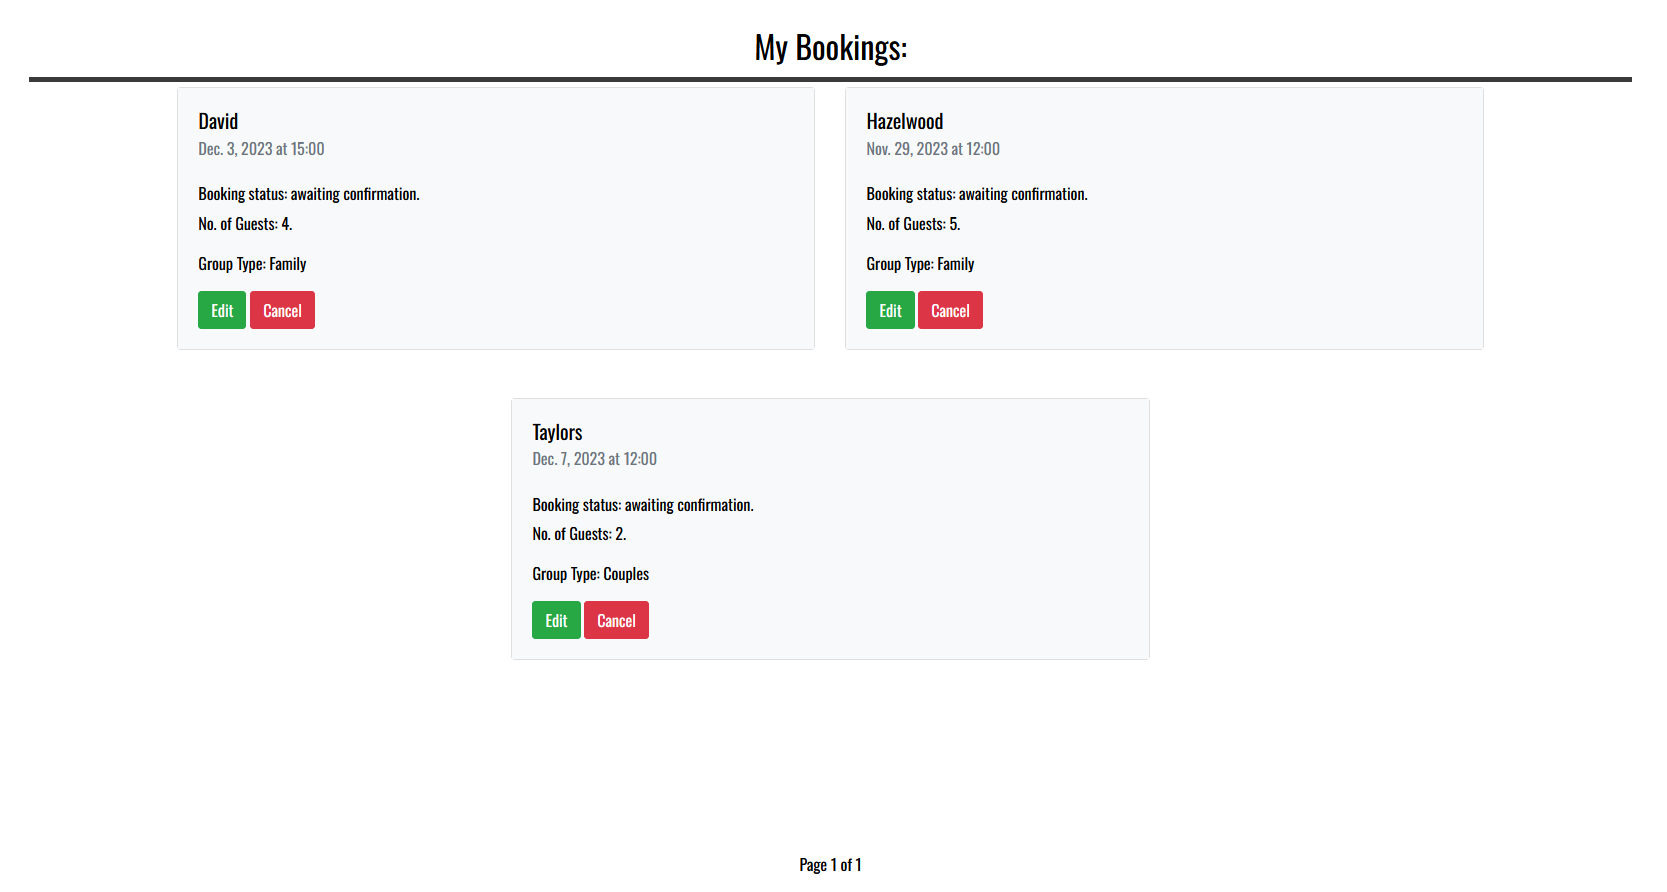 My Bookings:
David
Dec. 3, 2023 at 15:00
Booking status: awaiting confirmation.
No. of Guests: 4.
Group Type: Family
Edit Cancel
Hazelwood
Nov. 29, 2023 at 12:00
Booking status: awaiting confirmation.
No. of Guests: 5.
Group Type: Family
Edit Cancel
Taylors
Dec. 7, 2023 at 12:00
Booking status: awaiting confirmation.
No. of Guests: 2.
Group Type: Couples
Edit Cancel
Page 1 of 1